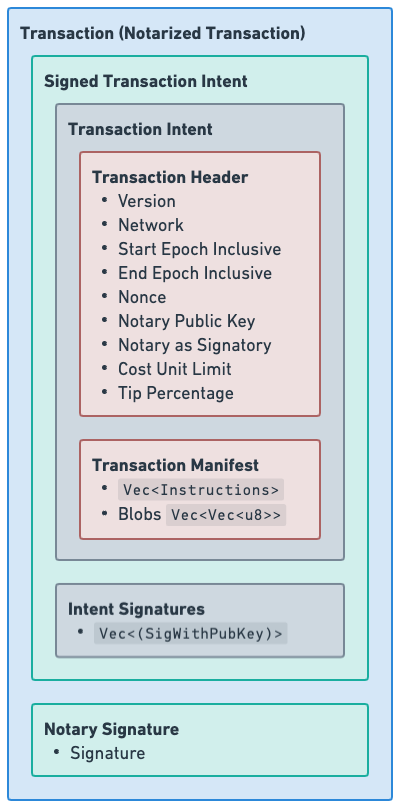 Transaction (Notarized Transaction)
Signed Transaction Intent
Transaction Intent
Transaction Header
• Version
• Network
• Start Epoch Inclusive
• End Epoch Inclusive
• Nonce
• Notary Public Key
• Notary as Signatory
• Cost Unit Limit
• Tip Percentage
Transaction Manifest
• Vec<Instructions>
• Blobs Vec<Vec<u8>>
Intent Signatures
• Vec<(SigWithPubKey)>
Notary Signature
• Signature